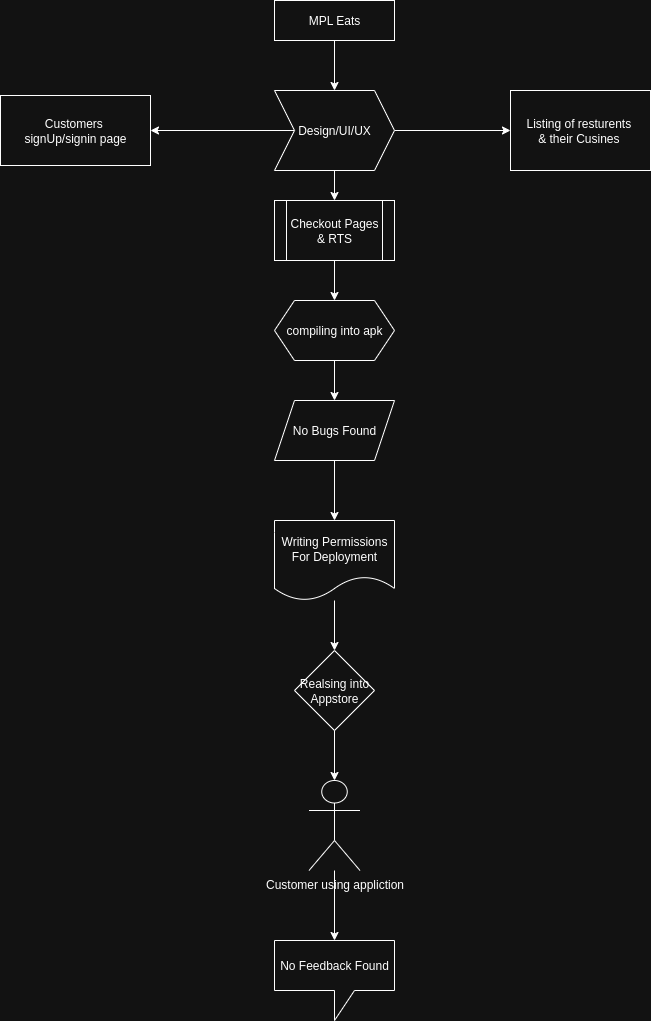 MPL Eats
Customers
signUp/signin page
Design/UI/UX
Listing of resturents
& their Cusines
Checkout Pages
& RTS
compiling into apk
No Bugs Found
Writing Permissions
For Deployment
Realsing into
Appstore
Customer using appliction
No Feedback Found